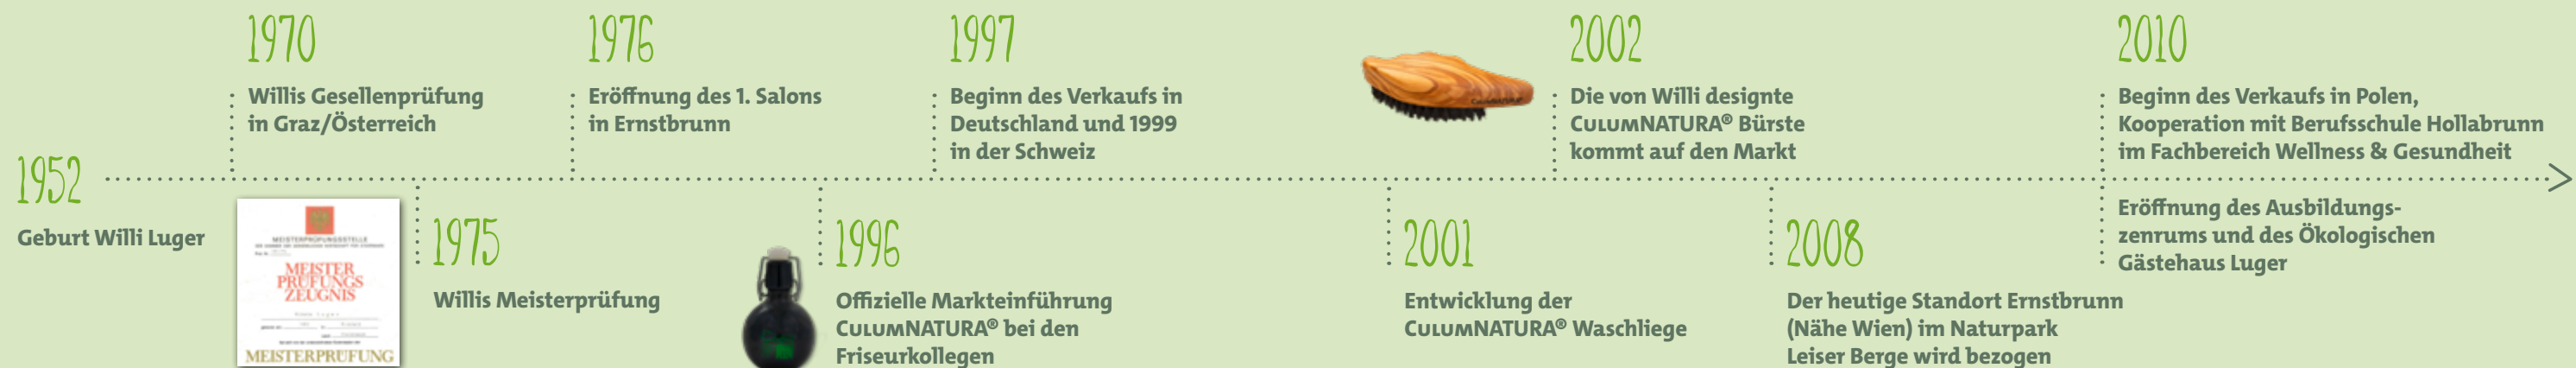 1952
Geburt Willi Luger
1970
Willis Gesellenprüfung
in Graz/Österreich
MEISTERPRÜFUNGSSTELLE
MEISTER
PRÜFUNGS
ZEUGNIS
MEISTERPRÜFUNG
1975
Willis Meisterprüfung
1976
Eröffnung des 1. Salons
in Ernstbrunn
1996
Offizielle Markteinführung
CULUMNATURA® bei den
Friseurkollegen
1997
Beginn des Verkaufs in
Deutschland und 1999
in der Schweiz
CULUMNATURA®
2001
Entwicklung der
CULUMNATURA® Waschliege
2002
Die von Willi designte
CULUMNATURA® Bürste
kommt auf den Markt
2008
Der heutige Standort Ernstbrunn
(Nähe Wien) im Naturpark
Leiser Berge wird bezogen
2010
Beginn des Verkaufs in Polen,
Kooperation mit Berufsschule Hollabrunn
im Fachbereich Wellness & Gesundheit
Eröffnung des Ausbildungs-
zenrums und des Ökologischen
Gästehaus Luger